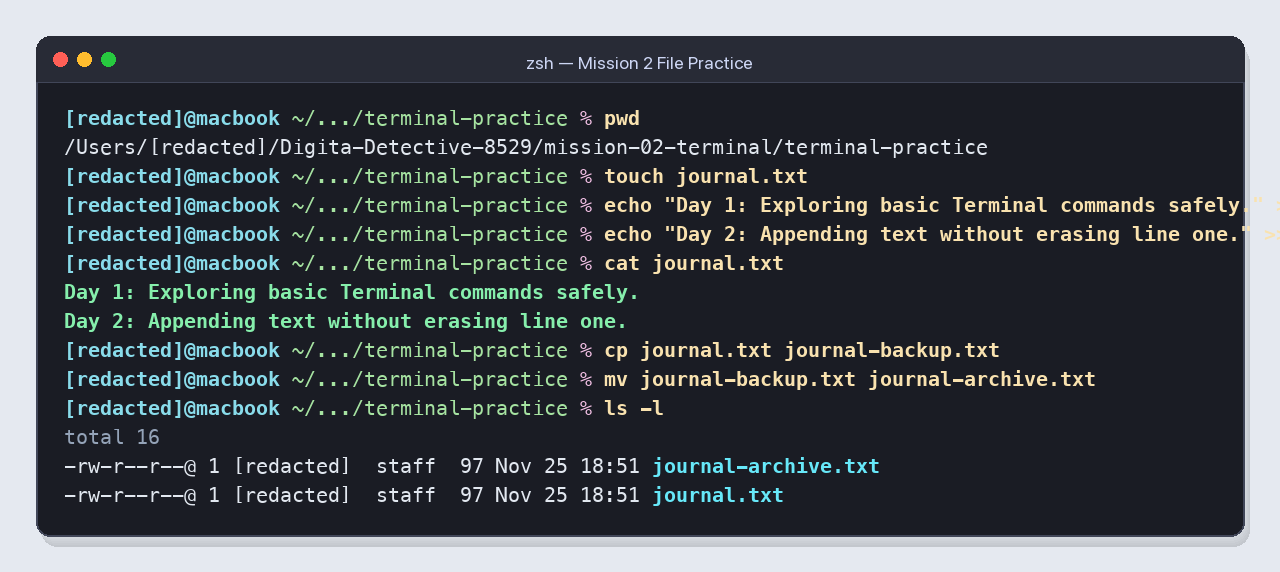 zsh — Mission 2 File Practice
[redacted]@macbook ~/.../terminal-practice % pwd
/Users/[redacted]/Digita-Detective-8529/mission-02-terminal/terminal-practice
[redacted]@macbook ~/.../terminal-practice % touch journal.txt
[redacted]@macbook ~/.../terminal-practice % echo "Day 1: Exploring basic Terminal commands safely."
[redacted]@macbook ~/.../terminal-practice % echo "Day 2: Appending text without erasing line one." >
[redacted]@macbook ~/.../terminal-practice % cat journal.txt
Day 1: Exploring basic Terminal commands safely.
Day 2: Appending text without erasing line one.
[redacted]@macbook ~/.../terminal-practice % cp journal.txt journal-backup.txt
[redacted]@macbook ~/.../terminal-practice % mv journal-backup.txt journal-archive.txt
[redacted]@macbook ~/.../terminal-practice % ls -l
total 16
-rw-r--r--@ 1 [redacted]  staff  97 Nov 25 18:51 journal-archive.txt
-rw-r--r--@ 1 [redacted]  staff  97 Nov 25 18:51 journal.txt